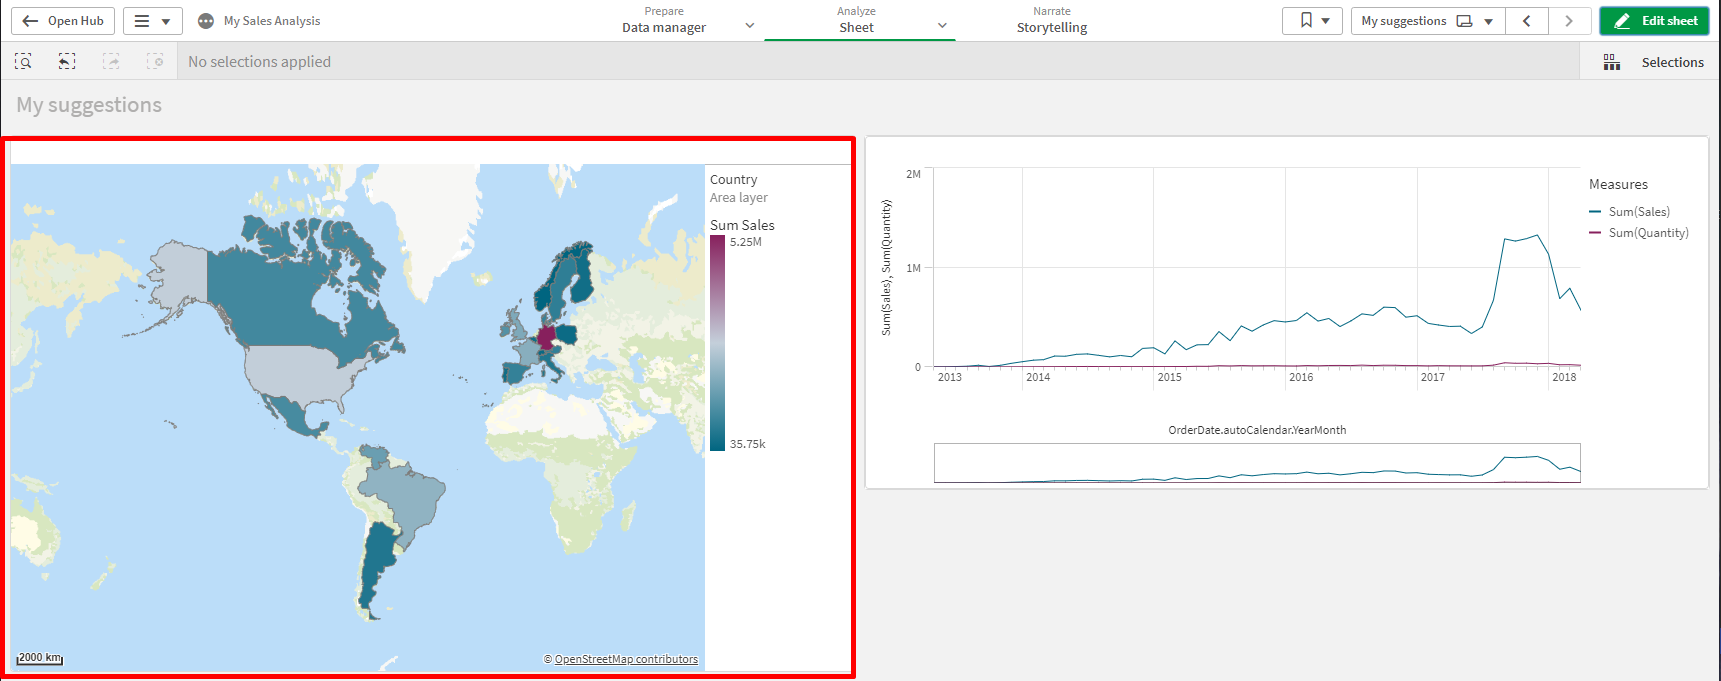 Open Hub
My Sales Analysis
Prepare
Data manager
Analyze
Sheet
Narrate
Storytelling
My suggestions
Edit sheet
No selections applied
Selections
My suggestions
Country
Area layer
Sum Sales
5.25M
35.75k
2000 km
© OpenStreetMap contributors
Sum(Sales), Sum(Quantity)
2M
1M
0
2013
2014
2015
2016
2017
2018
OrderDate.autoCalendar.YearMonth
Measures
Sum(Sales)
Sum(Quantity)